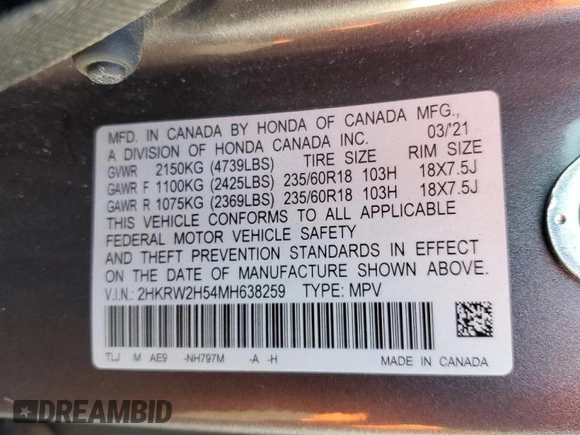 MFD. IN CANADA BY HONDA OF CANADA MFG.,
A DIVISION OF HONDA CANADA INC. 03/'21
GVWR 2150KG (4739LBS) TIRE SIZE RIM SIZE
GAWR F 1100KG (2425LBS) 235/60R18 103H 18X7.5J
GAWR R 1075KG (2369LBS) 235/60R18 103H 18X7.5J
THIS VEHICLE CONFORMS TO ALL APPLICABLE
FEDERAL MOTOR VEHICLE SAFETY
AND THEFT PREVENTION STANDARDS IN EFFECT
ON THE DATE OF MANUFACTURE SHOWN ABOVE.
V.I.N.: 2HKRW2H54MH638259 TYPE: MPV
TLJ M AE9 -NH797M -A -H
MADE IN CANADA
DREAMBID